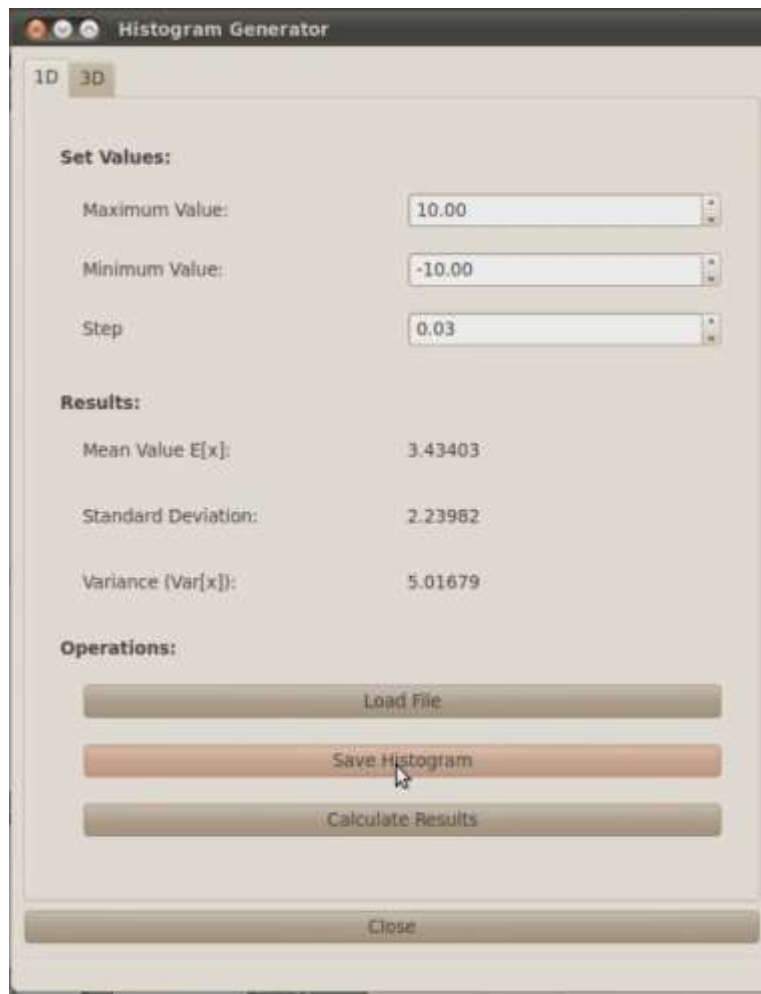 Histogram Generator
1D 3D
Set Values:
Maximum Value: 10.00
Minimum Value: -10.00
Step 0.03
Results:
Mean Value E[x]: 3.43403
Standard Deviation: 2.23982
Variance (Var[x]): 5.01679
Operations:
Load File
Save Histogram
Calculate Results
Close